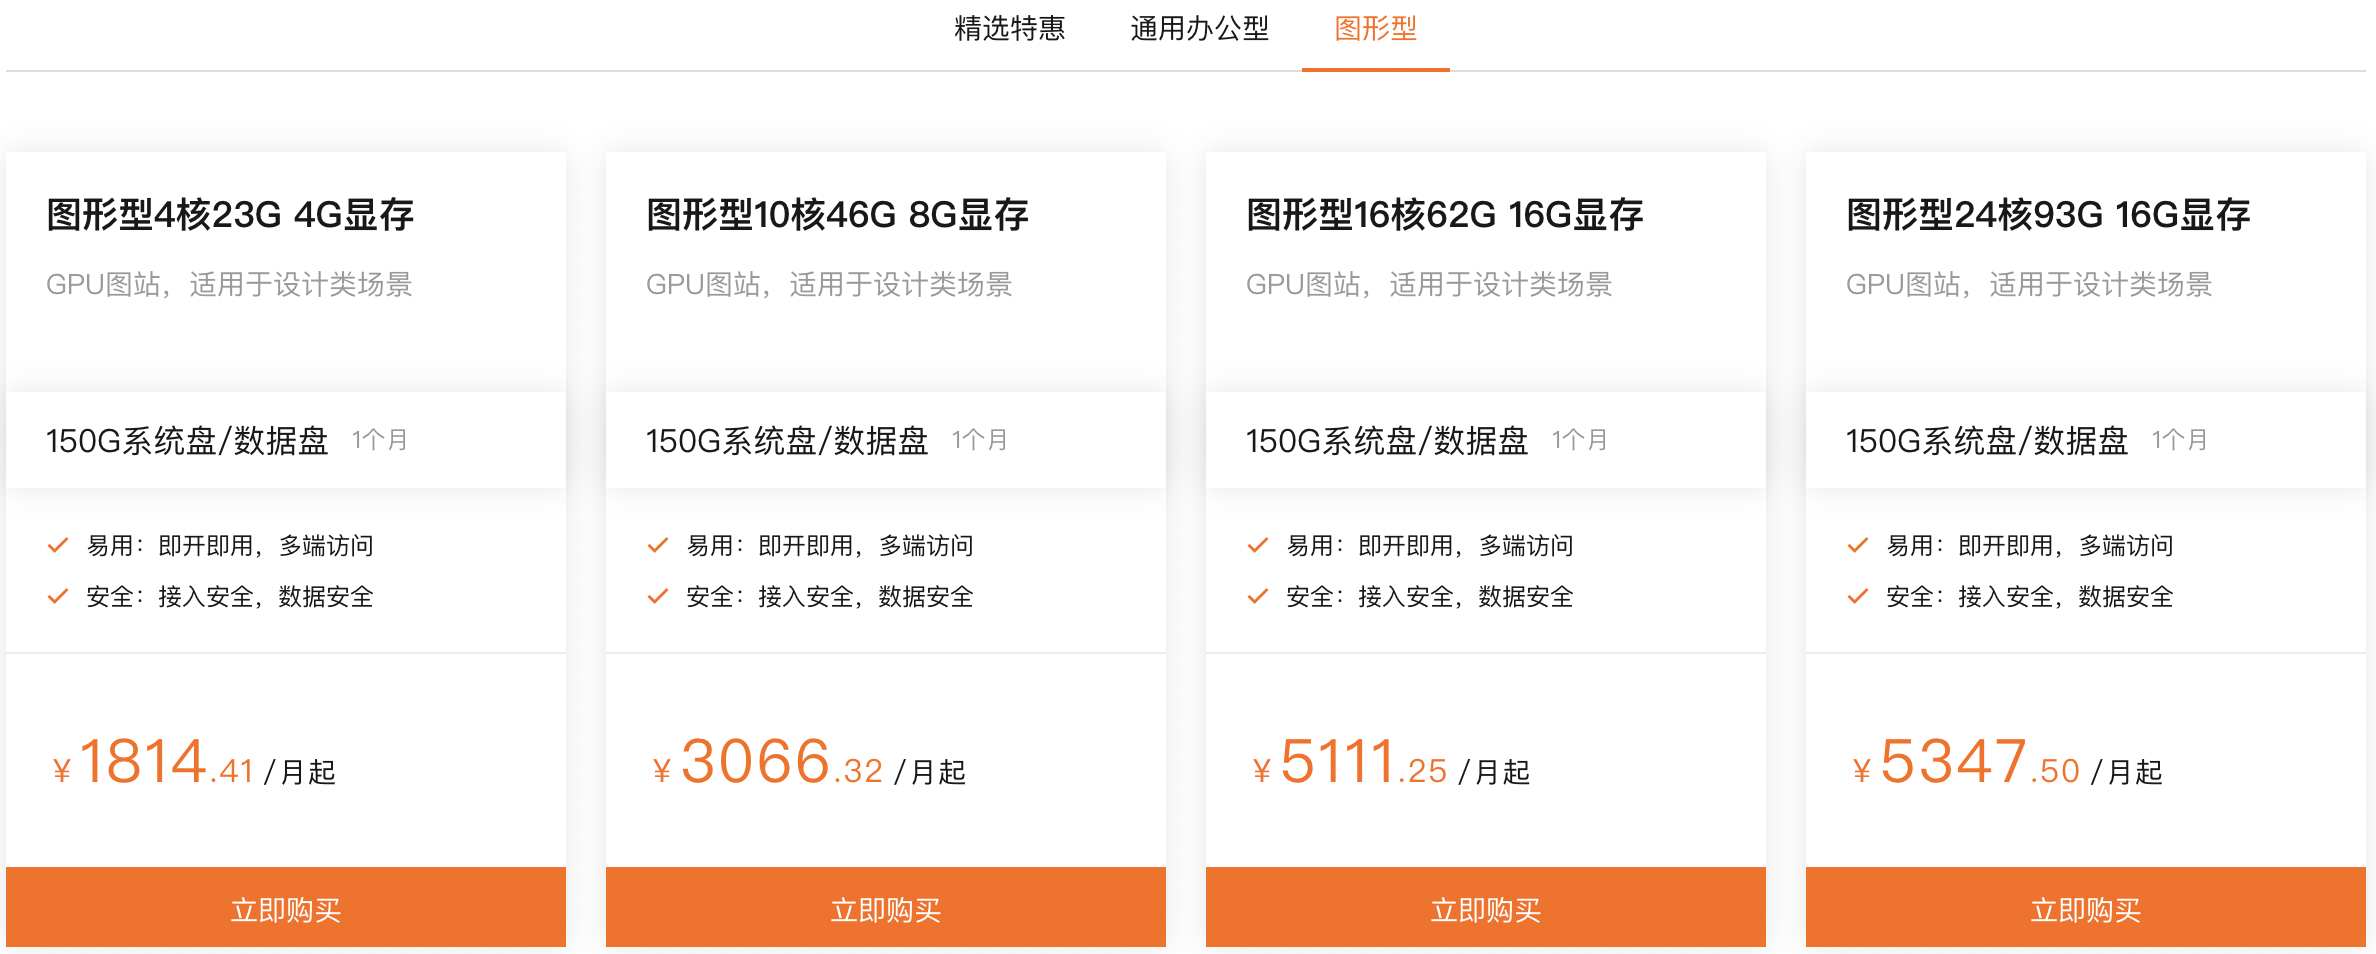 精选特惠 通用办公型 图形型
图形型4核23G 4G显存
GPU图站，适用于设计类场景
150G系统盘/数据盘 1个月
易用：即开即用，多端访问
安全：接入安全，数据安全
¥1814.41 /月起
立即购买
图形型10核46G 8G显存
GPU图站，适用于设计类场景
150G系统盘/数据盘 1个月
易用：即开即用，多端访问
安全：接入安全，数据安全
¥3066.32 /月起
立即购买
图形型16核62G 16G显存
GPU图站，适用于设计类场景
150G系统盘/数据盘 1个月
易用：即开即用，多端访问
安全：接入安全，数据安全
¥5111.25 /月起
立即购买
图形型24核93G 16G显存
GPU图站，适用于设计类场景
150G系统盘/数据盘 1个月
易用：即开即用，多端访问
安全：接入安全，数据安全
¥5347.50 /月起
立即购买